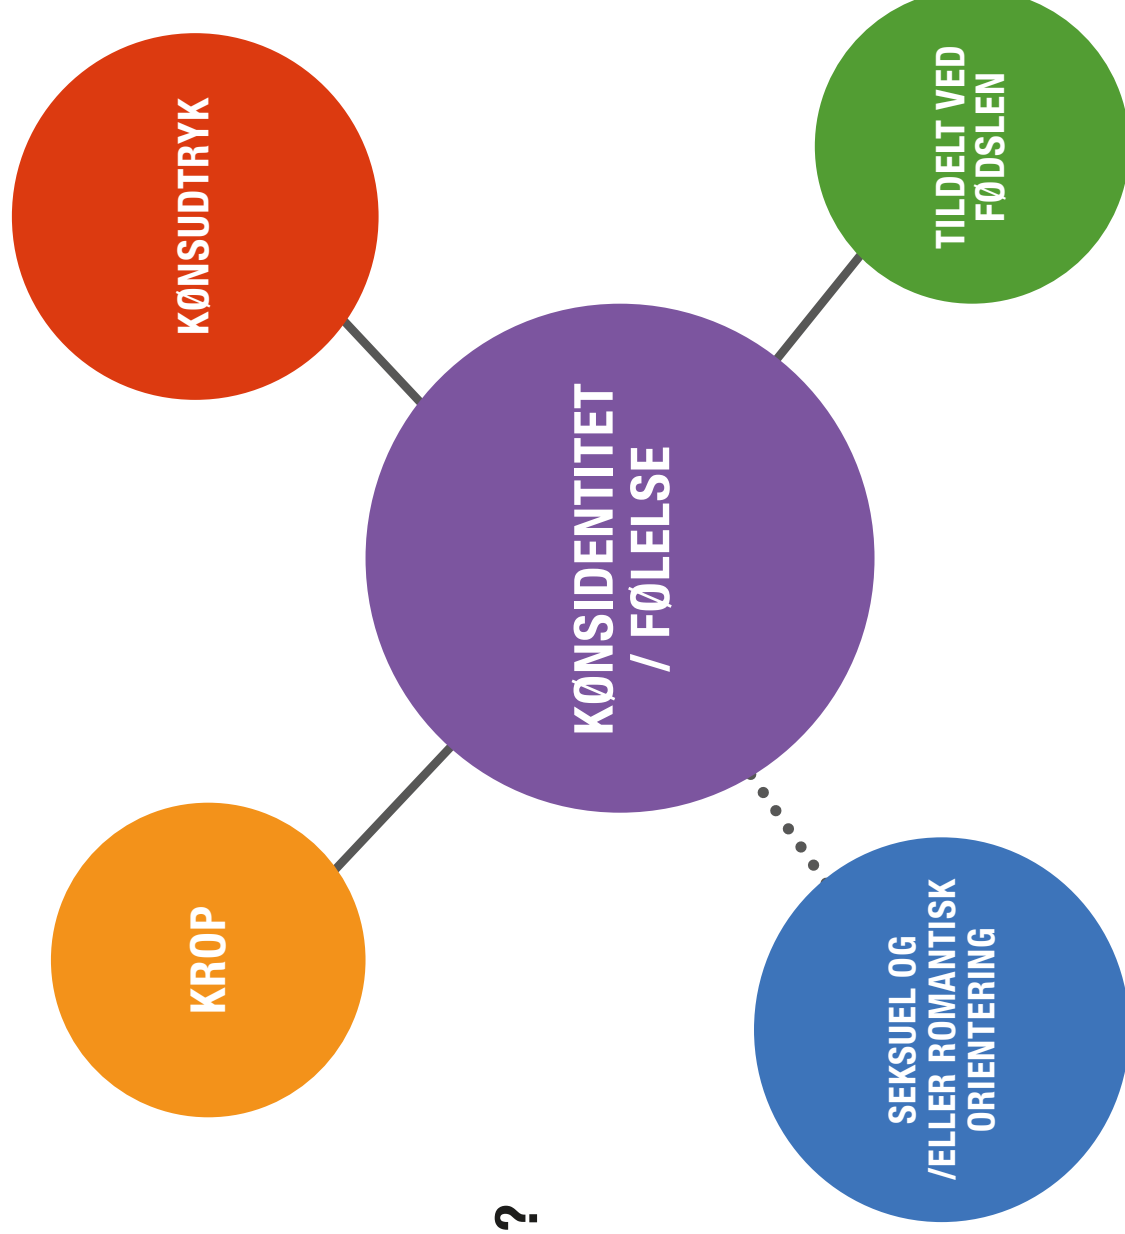 ?
KROP
KØNSUDTRYK
KØNSIDENTITET
/ FØLELSE
SEKSUEL OG
/ELLER ROMANTISK
ORIENTERING
TILDELT VED
FØDSLEN